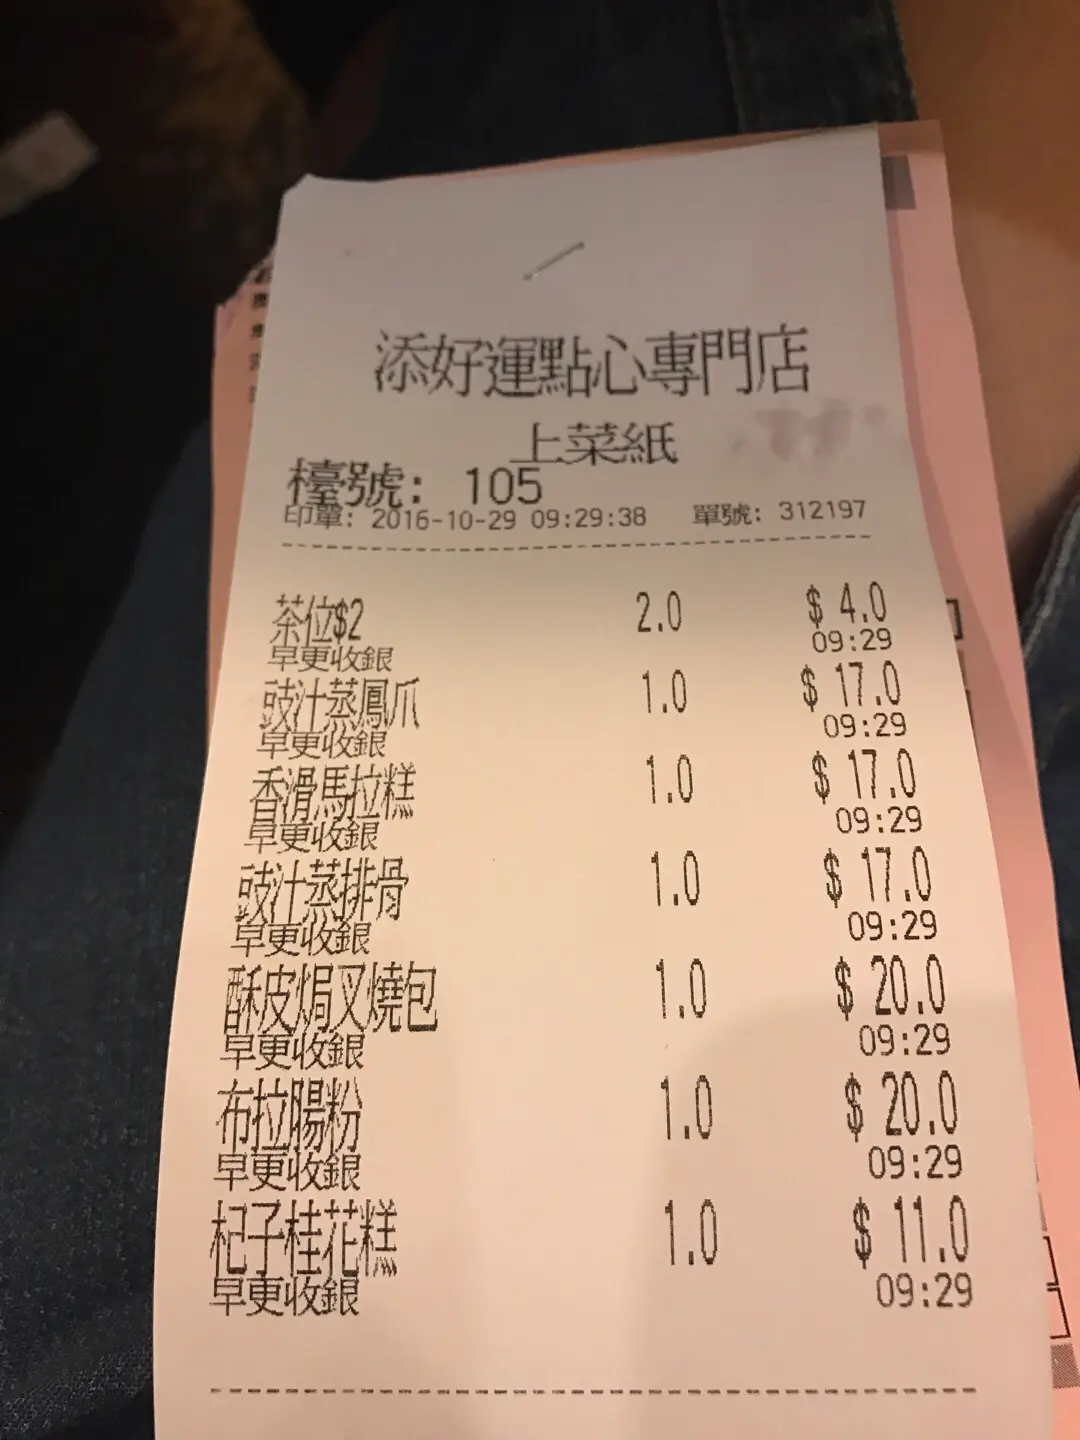 添好運點心專門店
上菜紙
檯號: 105
印單: 2016-10-29 09:29:38 單號: 312197
茶位$2 2.0 $ 4.0
早更收銀 09:29
豉汁蒸鳳爪 1.0 $ 17.0
早更收銀 09:29
香滑馬拉糕 1.0 $ 17.0
早更收銀 09:29
豉汁蒸排骨 1.0 $ 17.0
早更收銀 09:29
酥皮焗叉燒包 1.0 $ 20.0
早更收銀 09:29
布拉腸粉 1.0 $ 20.0
早更收銀 09:29
杞子桂花糕 1.0 $ 11.0
早更收銀 09:29